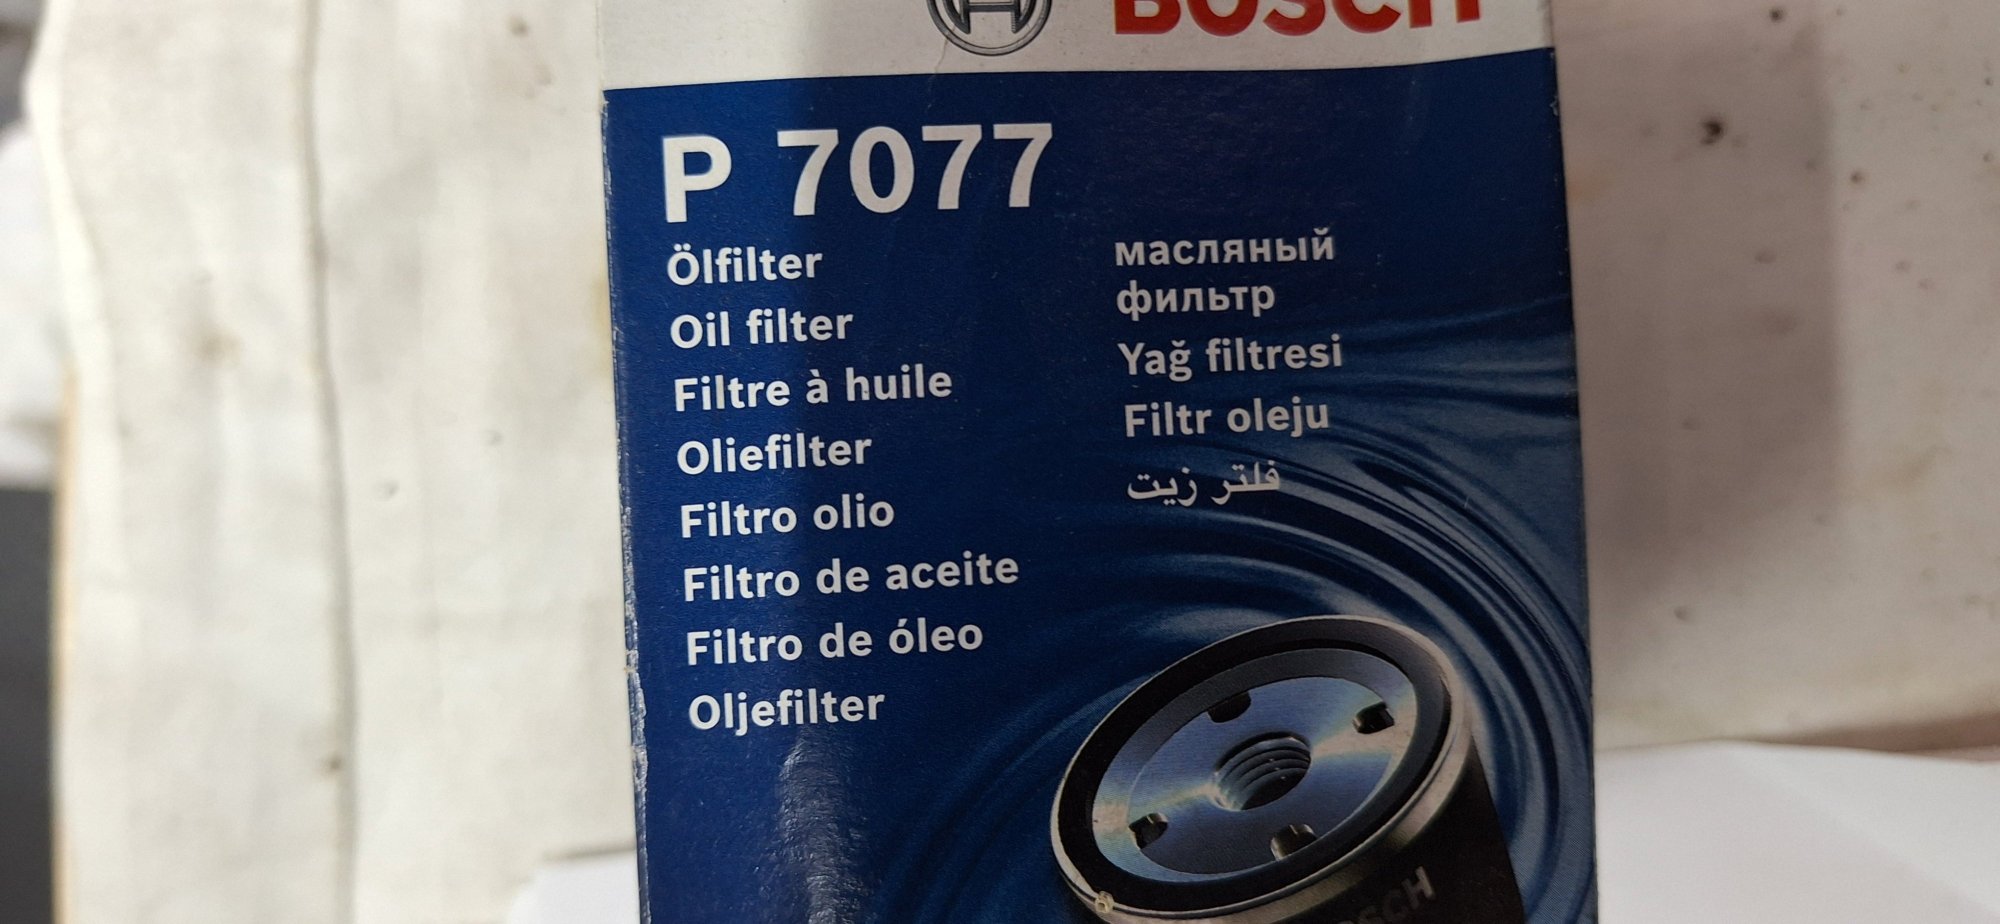 BOSCH
P 7077
Ölfilter
Oil filter
Filtre à huile
Oliefilter
Filtro olio
Filtro de aceite
Filtro de óleo
Oljefilter
масляный
фильтр
Yağ filtresi
Filtr oleju
فلتر زيت